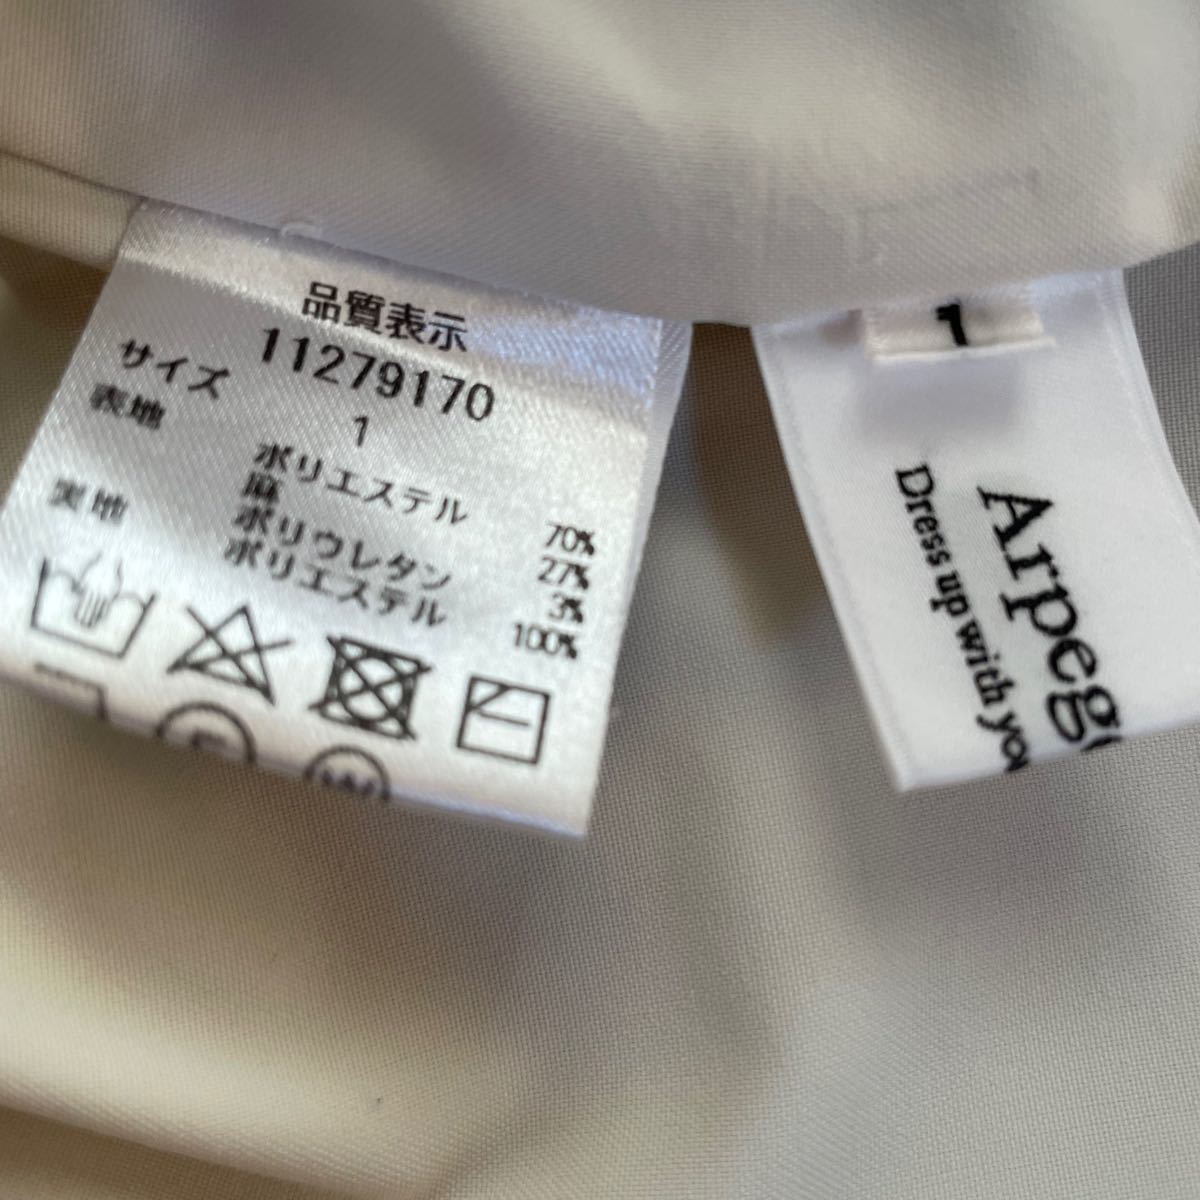 品質表示
11279170
サイズ 1
表地 ポリエステル 70%
麻 27%
ポリウレタン 3%
裏地 ポリエステル 100%
W
1
Arpeg
Dress up with you